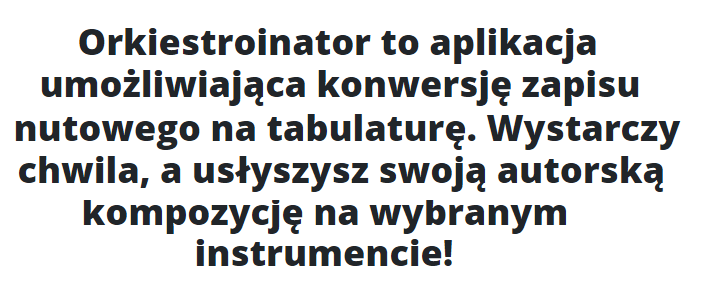 Orkiestroinator to aplikacja
umożliwiająca konwersję zapisu
nutowego na tabulaturę. Wystarczy
chwila, a usłyszysz swoją autorską
kompozycję na wybranym
instrumencie!